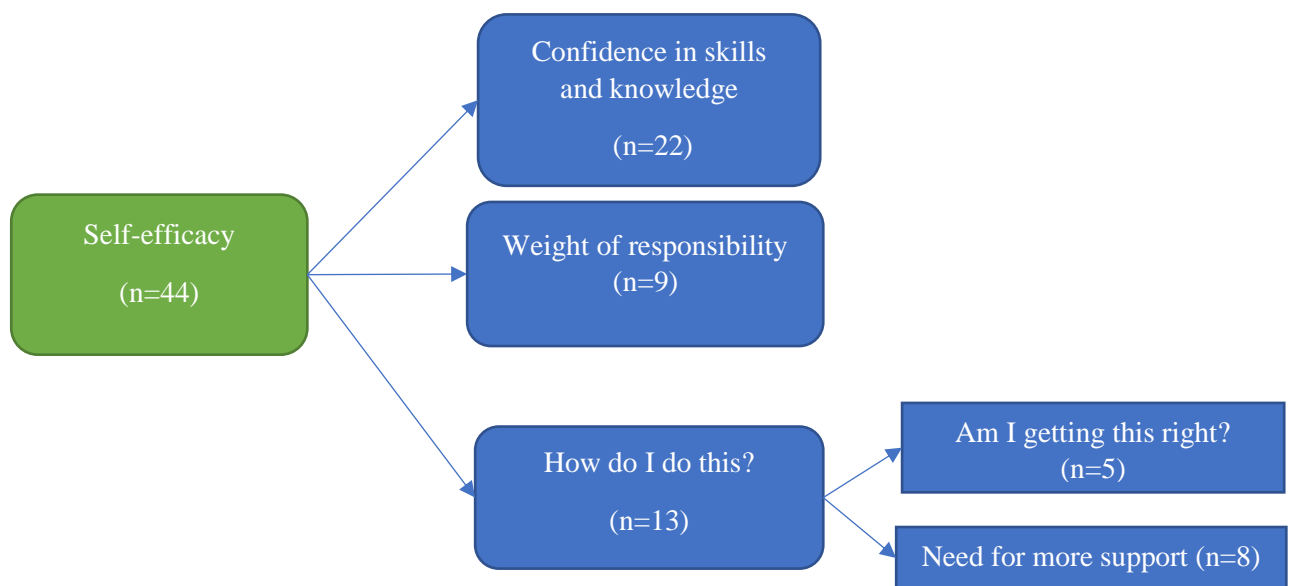 Confidence in skills
and knowledge
(n=22)
Self-efficacy
(n=44)
Weight of responsibility
(n=9)
How do I do this?
(n=13)
Am I getting this right?
(n=5)
Need for more support (n=8)